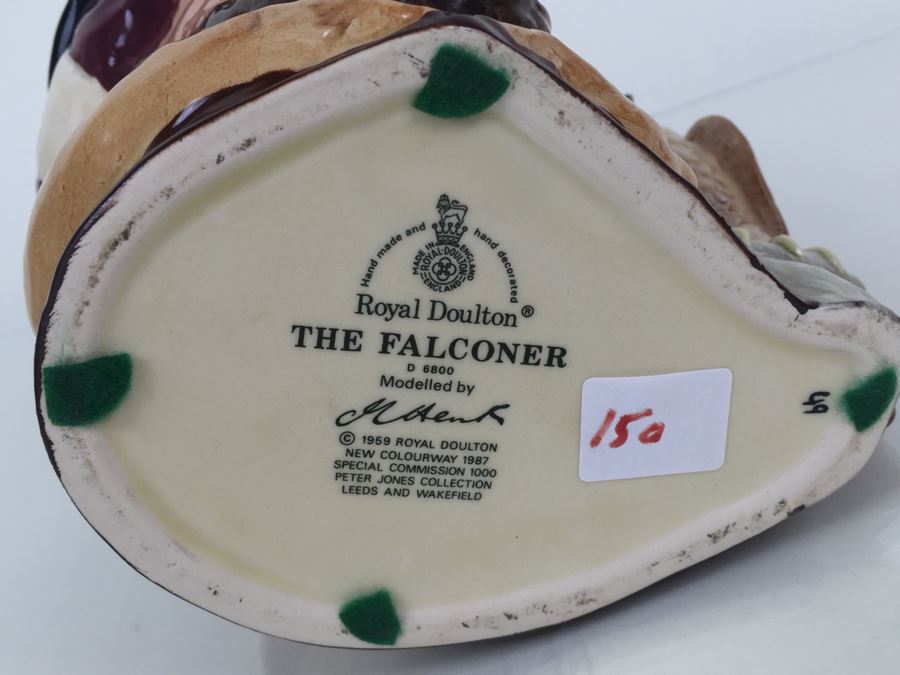 Hand made and hand decorated
MADE IN ENGLAND
ROYAL·DOULTON
ENGLAND
Royal Doulton®
THE FALCONER
D 6800
Modelled by
© 1959 ROYAL DOULTON
NEW COLOURWAY 1987
SPECIAL COMMISSION 1000
PETER JONES COLLECTION
LEEDS AND WAKEFIELD
150